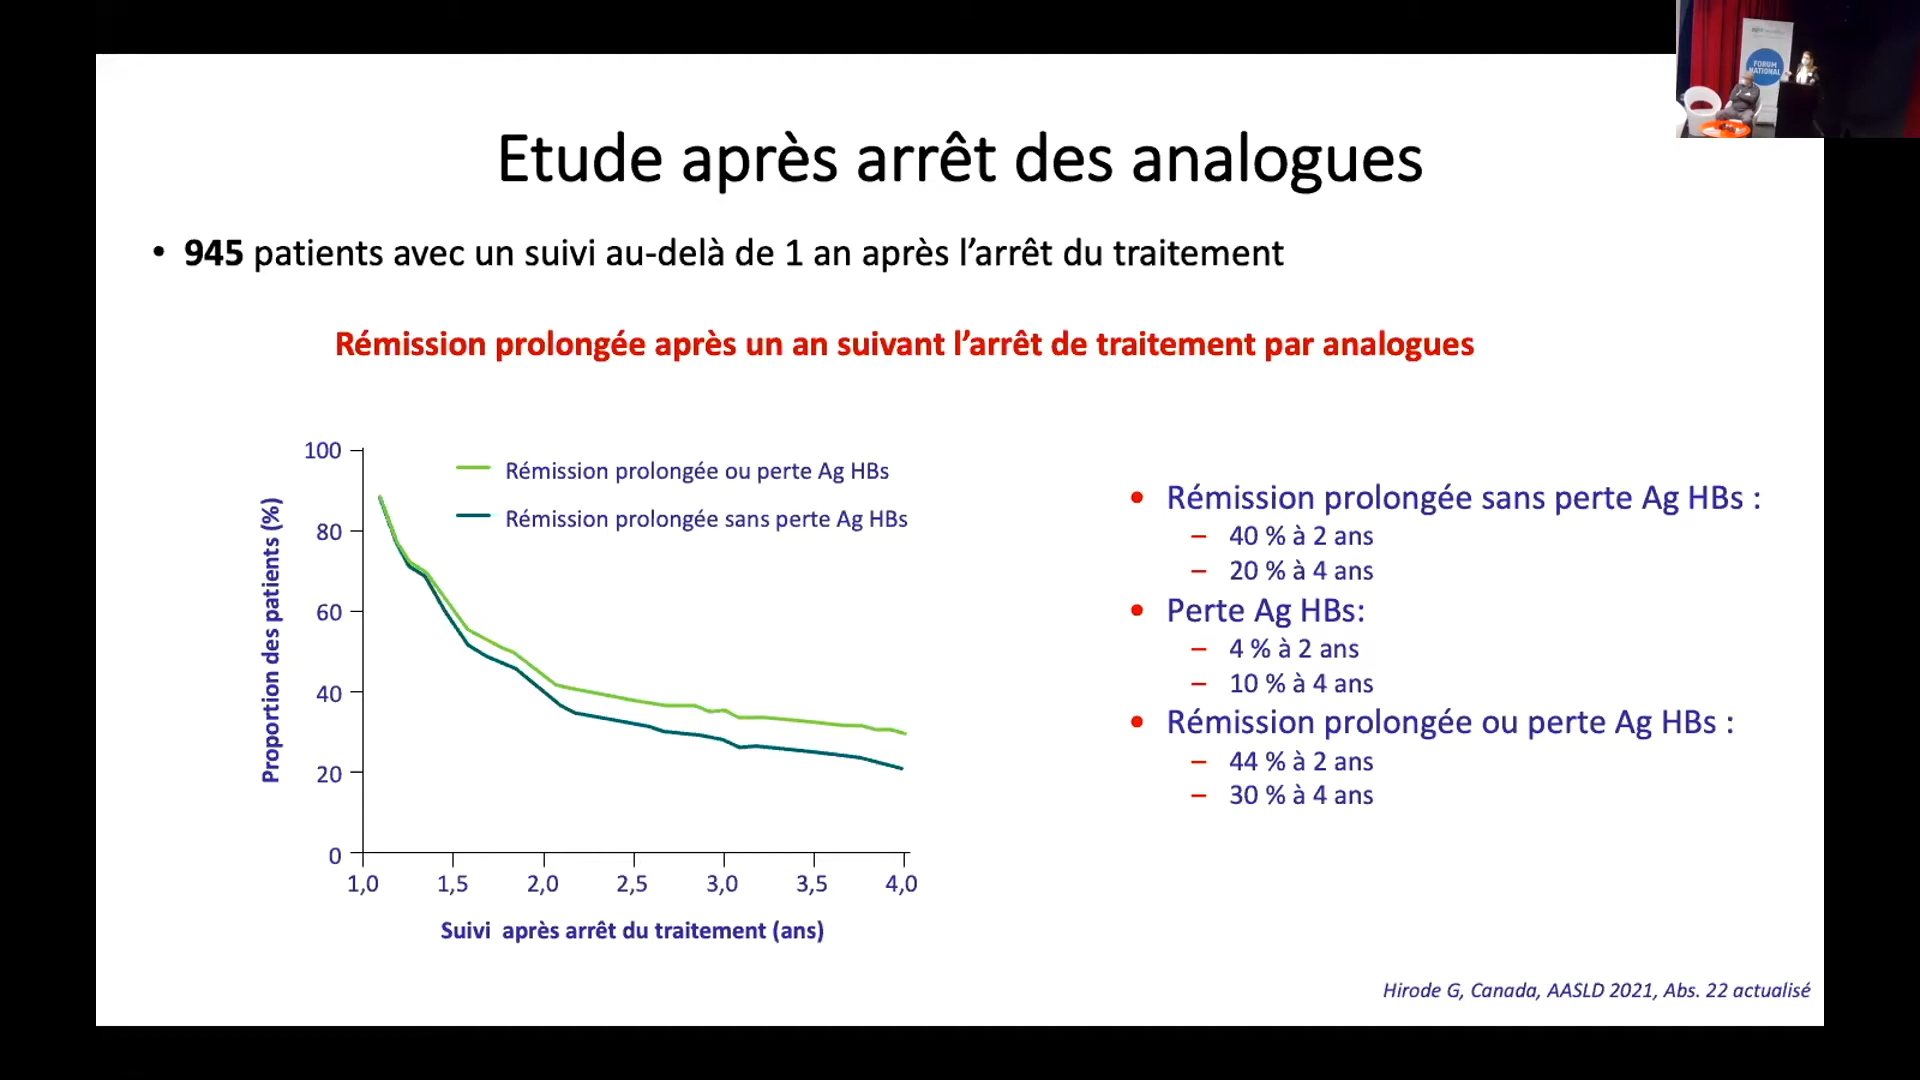 FORUM
NATIONAL
Etude après arrêt des analogues
• 945 patients avec un suivi au-delà de 1 an après l’arrêt du traitement
Rémission prolongée après un an suivant l’arrêt de traitement par analogues
Rémission prolongée ou perte Ag HBs
Rémission prolongée sans perte Ag HBs
Proportion des patients (%)
100
80
60
40
20
0
1,0 1,5 2,0 2,5 3,0 3,5 4,0
Suivi après arrêt du traitement (ans)
• Rémission prolongée sans perte Ag HBs :
– 40 % à 2 ans
– 20 % à 4 ans
• Perte Ag HBs:
– 4 % à 2 ans
– 10 % à 4 ans
• Rémission prolongée ou perte Ag HBs :
– 44 % à 2 ans
– 30 % à 4 ans
Hirode G, Canada, AASLD 2021, Abs. 22 actualisé